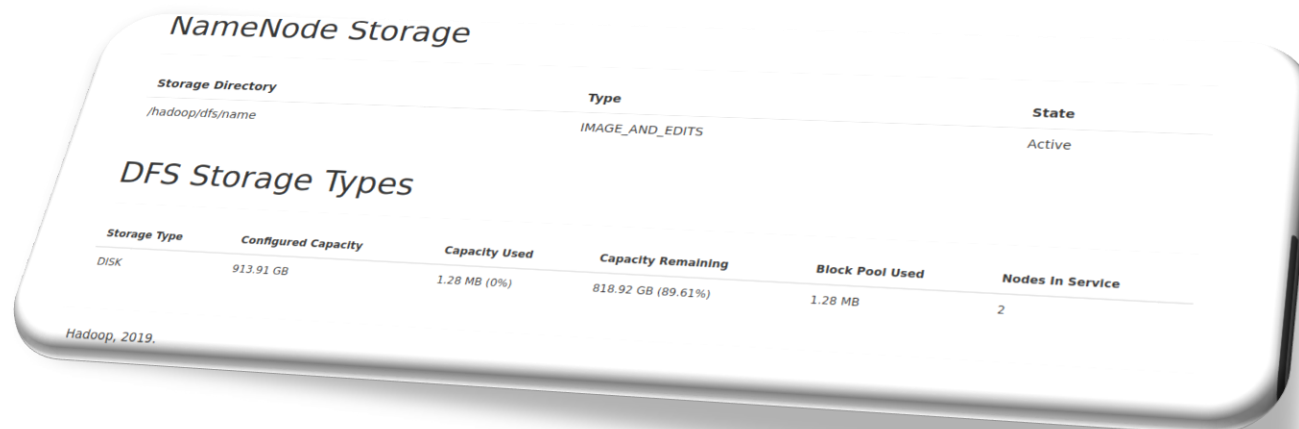 NameNode Storage
Storage Directory Type State
/hadoop/dfs/name IMAGE_AND_EDITS Active
DFS Storage Types
Storage Type Configured Capacity Capacity Used Capacity Remaining Block Pool Used Nodes In Service
DISK 913.91 GB 1.28 MB (0%) 818.92 GB (89.61%) 1.28 MB 2
Hadoop, 2019.